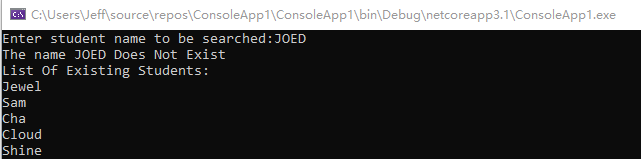 C:\Users\Jeff\source\repos\ConsoleApp1\ConsoleApp1\bin\Debug\netcoreapp3.1\ConsoleApp1.exe
Enter student name to be searched:JOED
The name JOED Does Not Exist
List Of Existing Students:
Jewel
Sam
Cha
Cloud
Shine